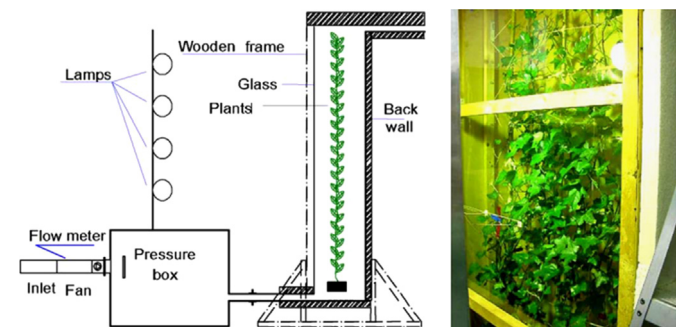 Wooden frame
Lamps
Glass
Plants
Back
wall
Flow meter
Pressure
box
Inlet
Fan